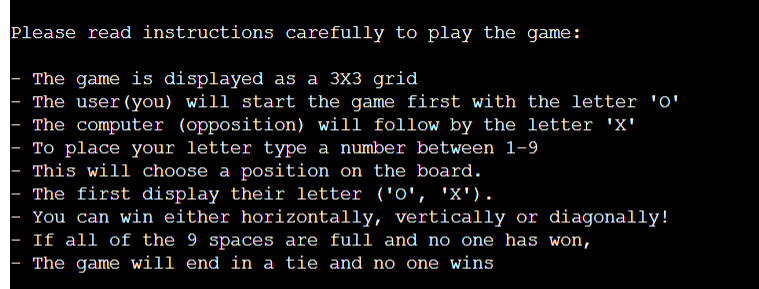 Please read instructions carefully to play the game:
- The game is displayed as a 3X3 grid
- The user(you) will start the game first with the letter 'O'
- The computer (opposition) will follow by the letter 'X'
- To place your letter type a number between 1-9
- This will choose a position on the board.
- The first display their letter ('O', 'X').
- You can win either horizontally, vertically or diagonally!
- If all of the 9 spaces are full and no one has won,
- The game will end in a tie and no one wins